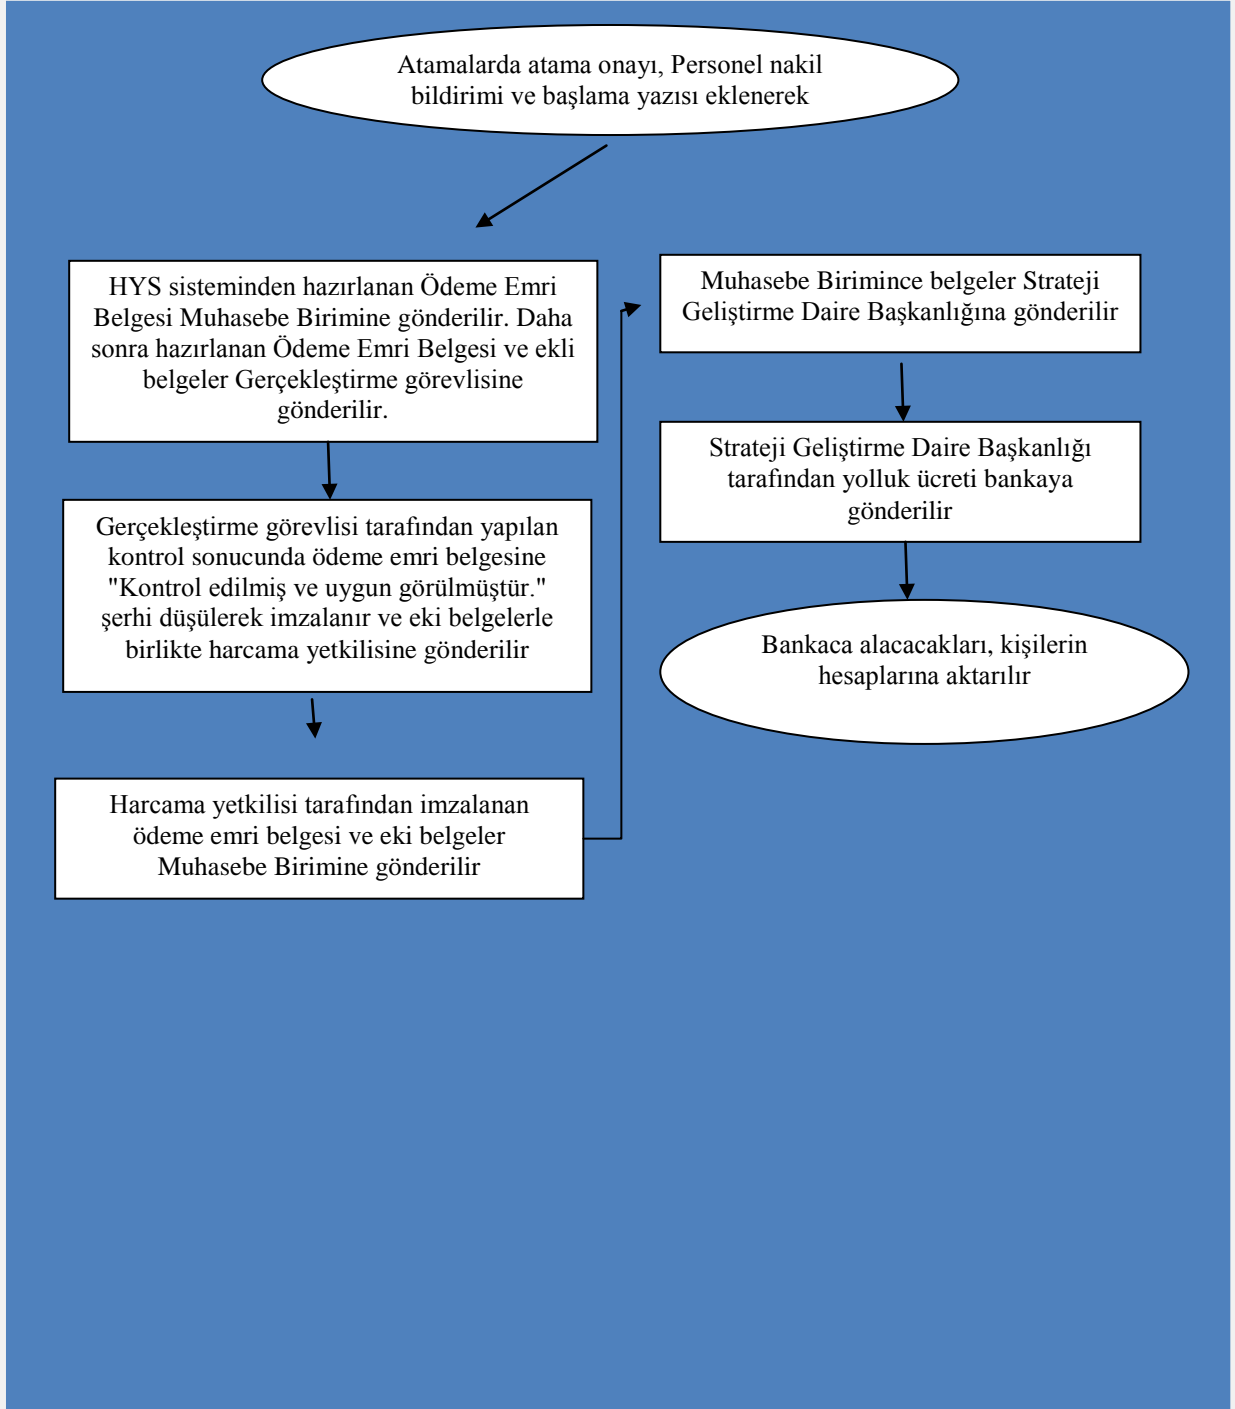 Atamalarda atama onayı, Personel nakil
bildirimi ve başlama yazısı eklenerek
HYS sisteminden hazırlanan Ödeme Emri
Belgesi Muhasebe Birimine gönderilir. Daha
sonra hazırlanan Ödeme Emri Belgesi ve ekli
belgeler Gerçekleştirme görevlisine
gönderilir.
Gerçekleştirme görevlisi tarafından yapılan
kontrol sonucunda ödeme emri belgesine
"Kontrol edilmiş ve uygun görülmüştür."
şerhi düşülerek imzalanır ve eki belgelerle
birlikte harcama yetkilisine gönderilir
Harcama yetkilisi tarafından imzalanan
ödeme emri belgesi ve eki belgeler
Muhasebe Birimine gönderilir
Muhasebe Birimince belgeler Strateji
Geliştirme Daire Başkanlığına gönderilir
Strateji Geliştirme Daire Başkanlığı
tarafından yolluk ücreti bankaya
gönderilir
Bankaca alacacakları, kişilerin
hesaplarına aktarılır